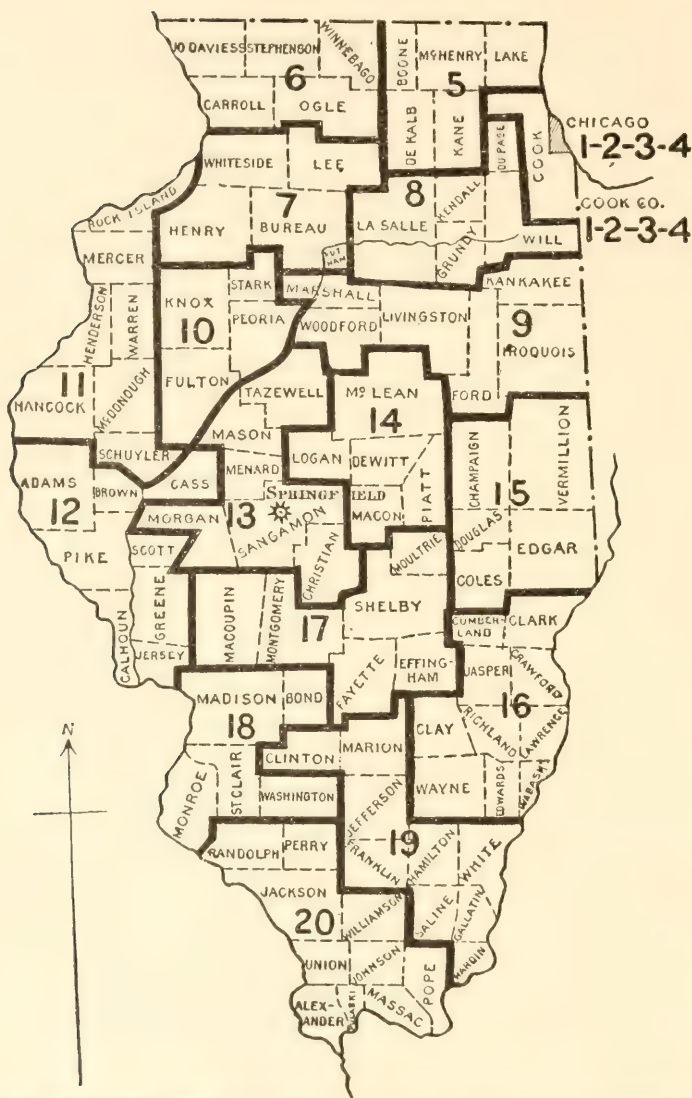 JO DAVIESS
STEPHENSON
WINNEBAGO
BOONE
McHENRY
LAKE
6
5
CARROLL
OGLE
DE KALB
KANE
DU PAGE
COOK
CHICAGO
1-2-3-4
WHITESIDE
LEE
COOK CO.
1-2-3-4
ROCK ISLAND
7
8
KENDALL
HENRY
BUREAU
LA SALLE
GRUNDY
WILL
MERCER
PUTNAM
KANKAKEE
STARK
MARSHALL
KNOX
10
PEORIA
WOODFORD
LIVINGSTON
9
IROQUOIS
HENDERSON
WARREN
FORD
11
HANCOCK
McDONOUGH
FULTON
TAZEWELL
McLEAN
14
MASON
SCHUYLER
LOGAN
DEWITT
PIATT
CHAMPAIGN
VERMILLION
15
MENARD
ADAMS
12
BROWN
CASS
SPRINGFIELD
MACON
MORGAN
13
SANGAMON
DOUGLAS
EDGAR
PIKE
SCOTT
CHRISTIAN
MOULTRIE
COLES
CALHOUN
GREENE
JERSEY
MACOUPIN
MONTGOMERY
17
SHELBY
CUMBER-
LAND
CLARK
FAYETTE
EFFING-
HAM
JASPER
CRAWFORD
16
MADISON
18
BOND
CLAY
RICHLAND
LAWRENCE
CLINTON
MARION
MONROE
ST CLAIR
WASHINGTON
JEFFERSON
WAYNE
EDWARDS
WABASH
19
RANDOLPH
PERRY
FRANKLIN
HAMILTON
WHITE
JACKSON
20
WILLIAMSON
SALINE
GALLATIN
UNION
JOHNSON
POPE
HARDIN
ALEX-
ANDER
PULASKI
MASSAC
N